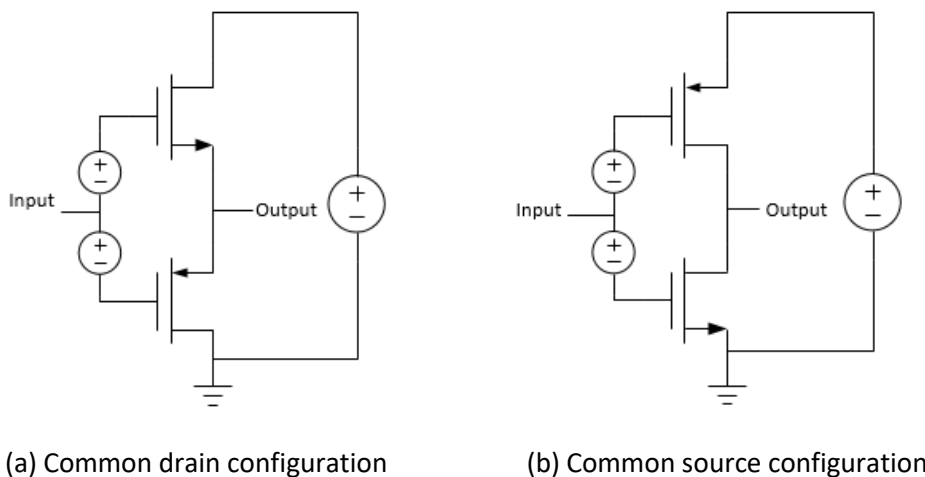 Input
Output
Input
Output
(a) Common drain configuration
(b) Common source configuration